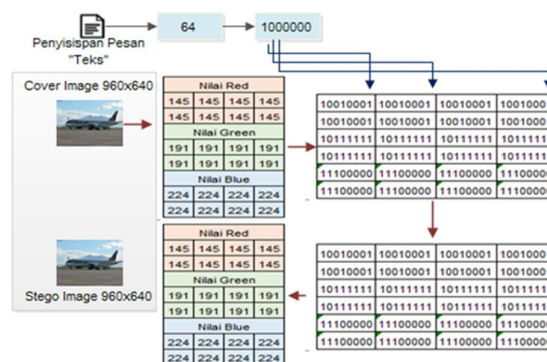 Penyisispan Pesan
"Teks"
64
1000000
Cover Image 960x640
Nilai Red
145 145 145 145
145 145 145 145
Nilai Green
191 191 191 191
191 191 191 191
Nilai Blue
224 224 224 224
224 224 224 224
10010001 10010001 10010001 1001000
10010001 10010001 10010001 1001000
10111111 10111111 10111111 1011111
10111111 10111111 10111111 1011111
11100000 11100000 11100000 1110000
11100000 11100000 11100000 1110000
Stego Image 960x640
Nilai Red
145 145 145 145
145 145 145 145
Nilai Green
191 191 191 191
191 191 191 191
Nilai Blue
224 224 224 224
224 224 224 224
10010001 10010001 10010001 1001000
10010001 10010001 10010001 1001000
10111111 10111111 10111111 1011111
10111111 10111111 10111111 1011111
11100000 11100000 11100000 1110000
11100000 11100000 11100000 1110000